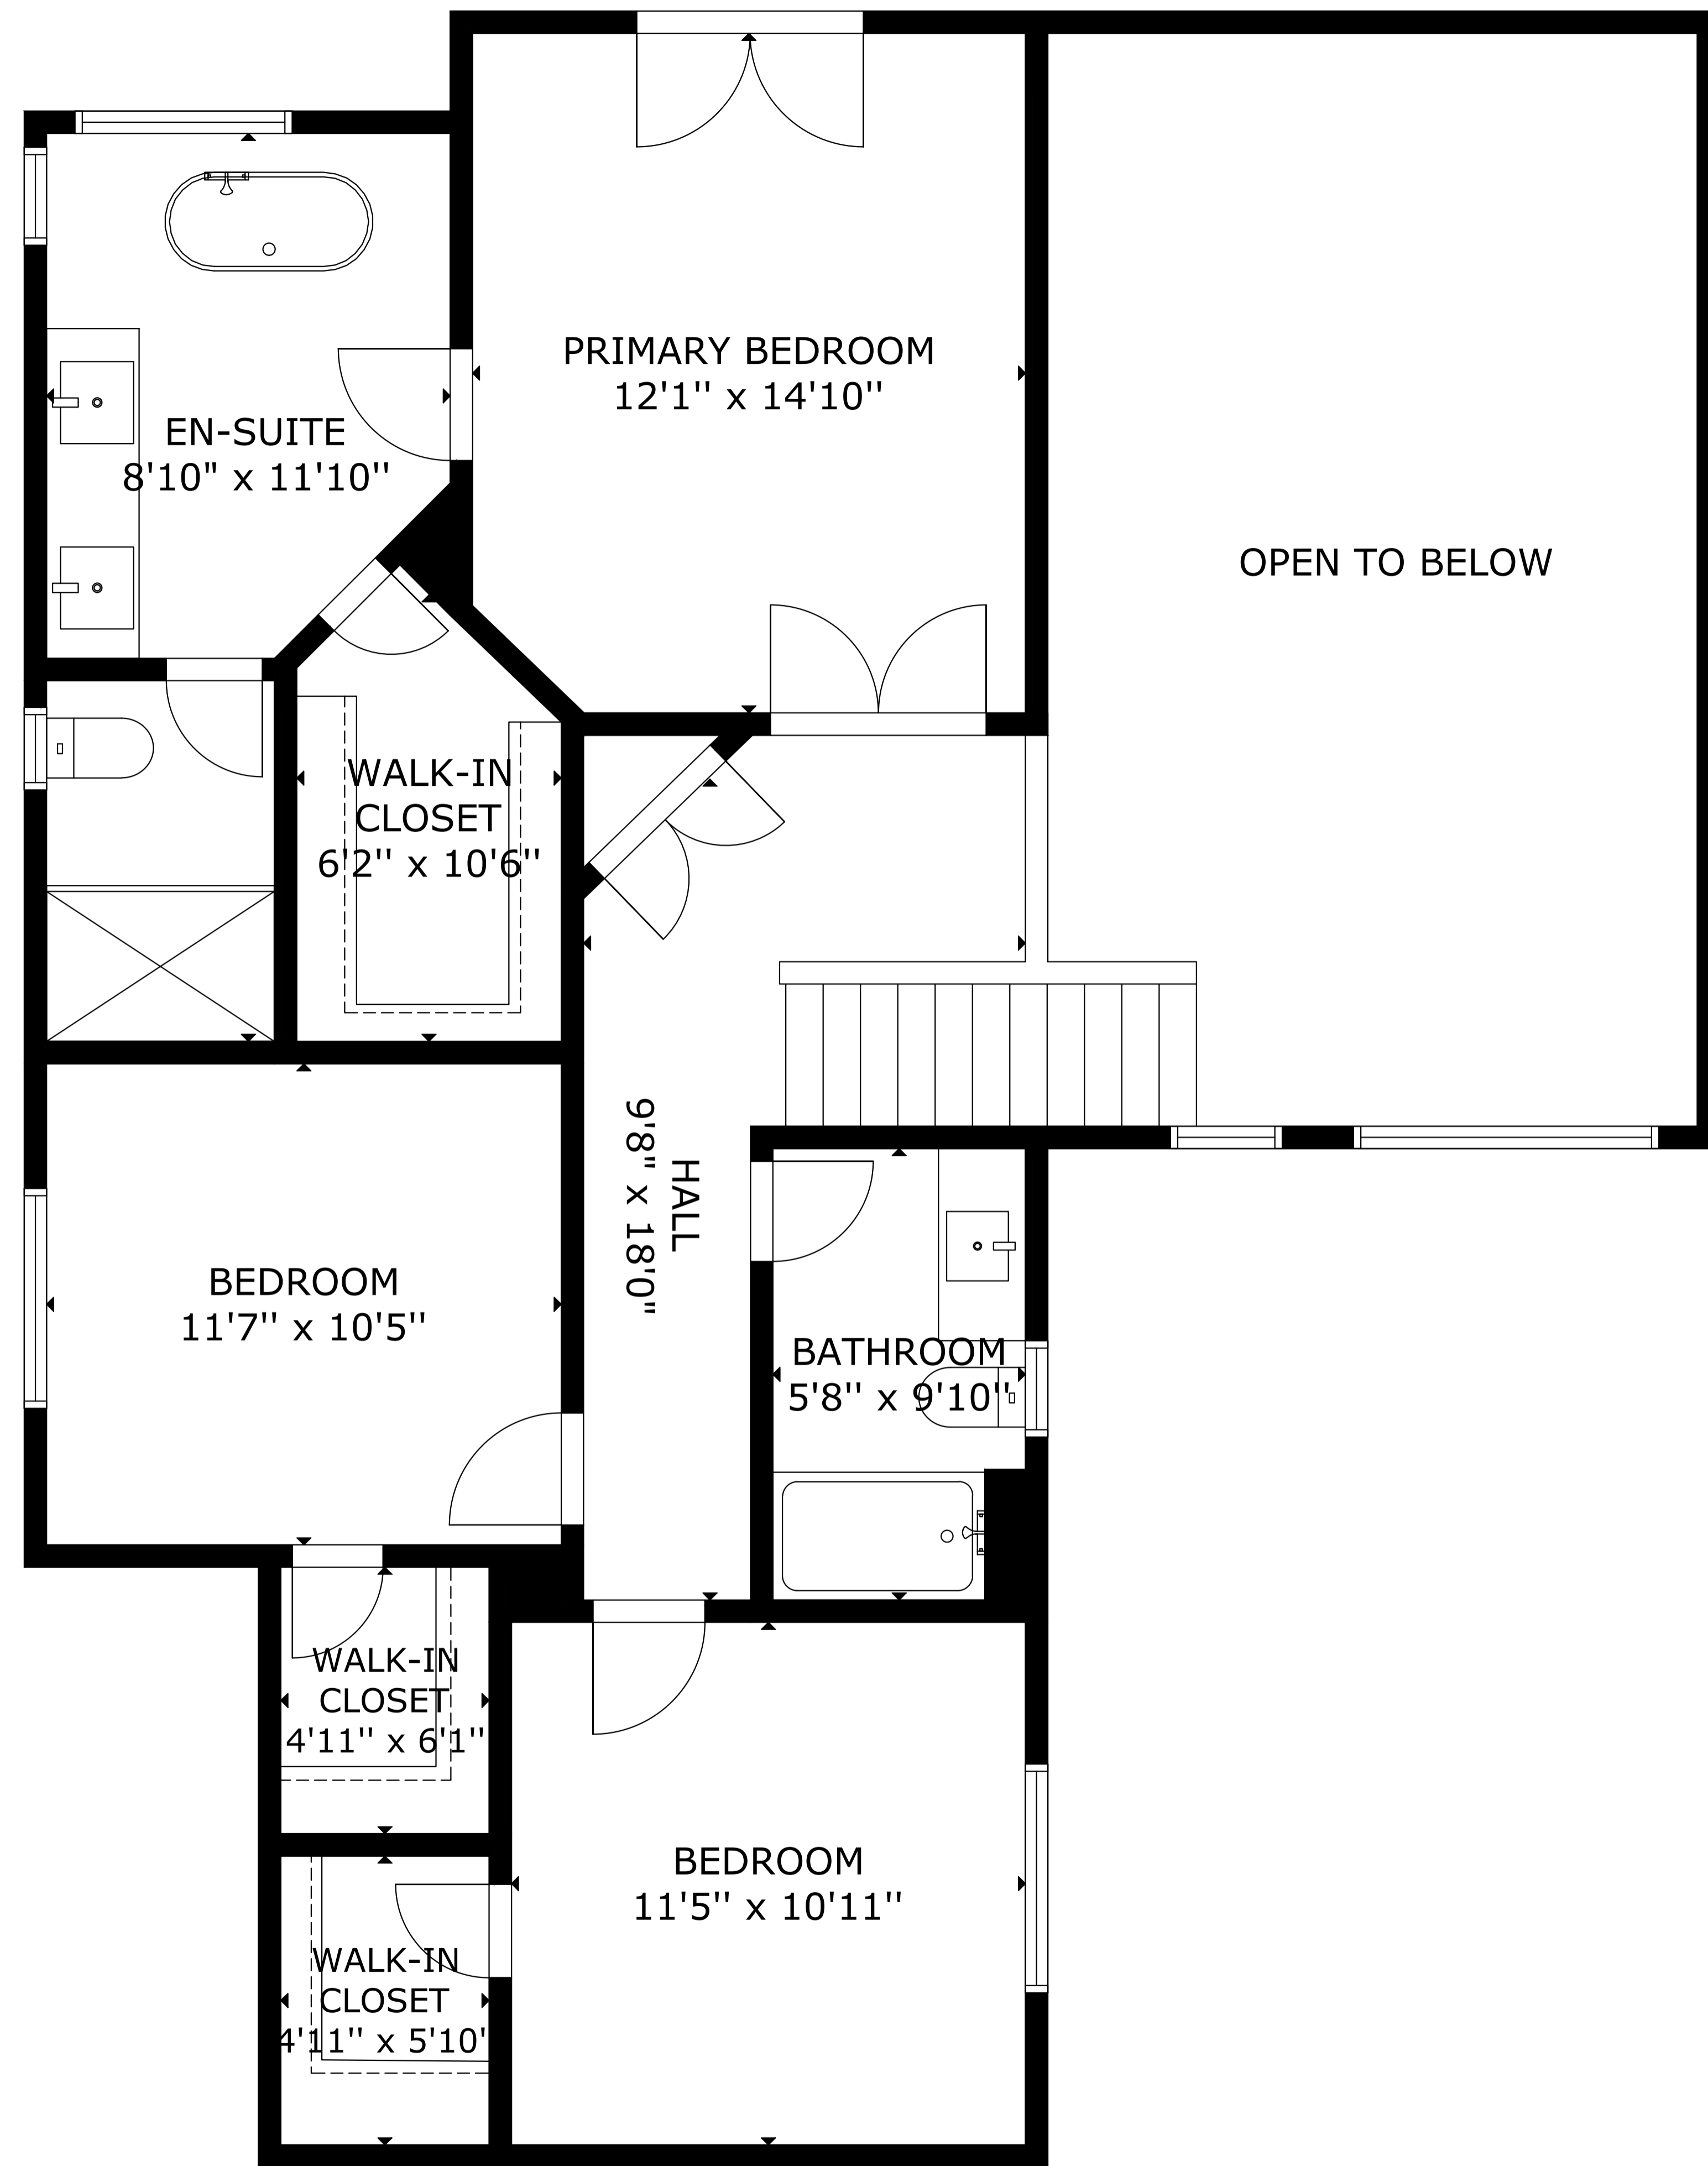 PRIMARY BEDROOM
12'1'' x 14'10''
EN-SUITE
8'10" x 11'10''
OPEN TO BELOW
WALK-IN
CLOSET
6'2'' x 10'6''
HALL
9'8" x 18'0"
BEDROOM
11'7'' x 10'5''
BATHROOM
5'8'' x 9'10''
WALK-IN
CLOSET
4'11'' x 6'1''
BEDROOM
11'5'' x 10'11''
WALK-IN
CLOSET
4'11'' x 5'10'